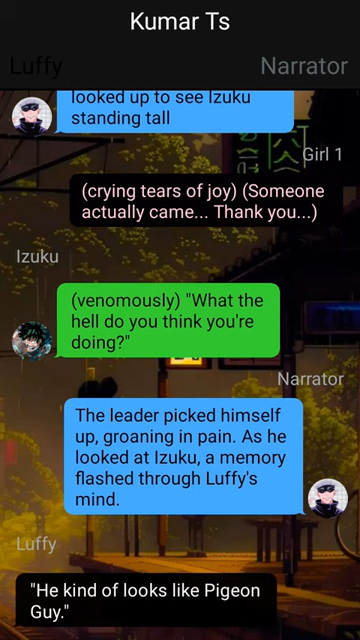 Kumar Ts
Luffy
Narrator
looked up to see Izuku
standing tall
Girl 1
(crying tears of joy) (Someone
actually came... Thank you...)
Izuku
(venomously) "What the
hell do you think you're
doing?"
Narrator
The leader picked himself
up, groaning in pain. As he
looked at Izuku, a memory
flashed through Luffy's
mind.
Luffy
"He kind of looks like Pigeon
Guy."